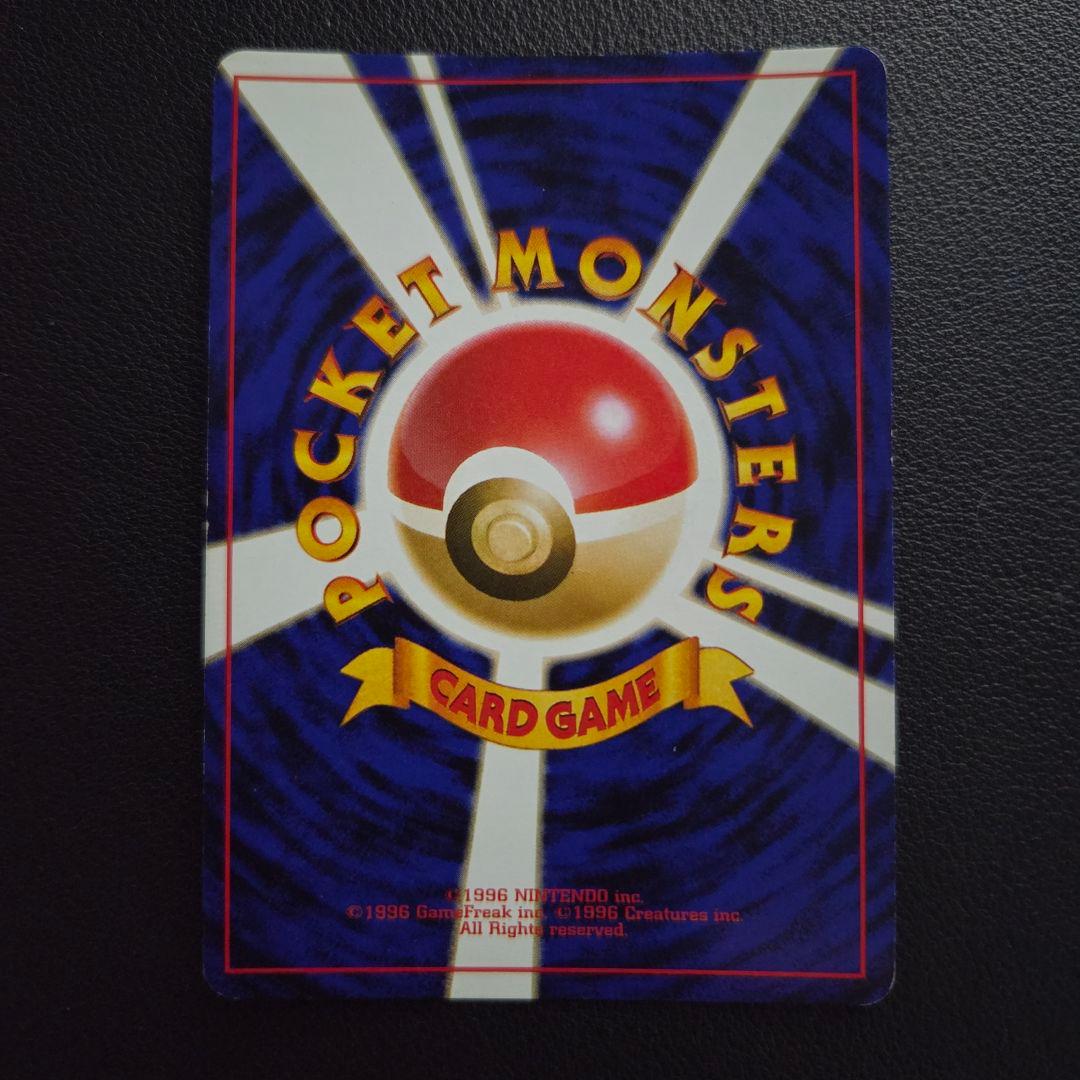 POCKET MONSTERS
CARD GAME
©1996 NINTENDO inc.
©1996 GameFreak inc. ©1996 Creatures inc.
All Rights reserved.